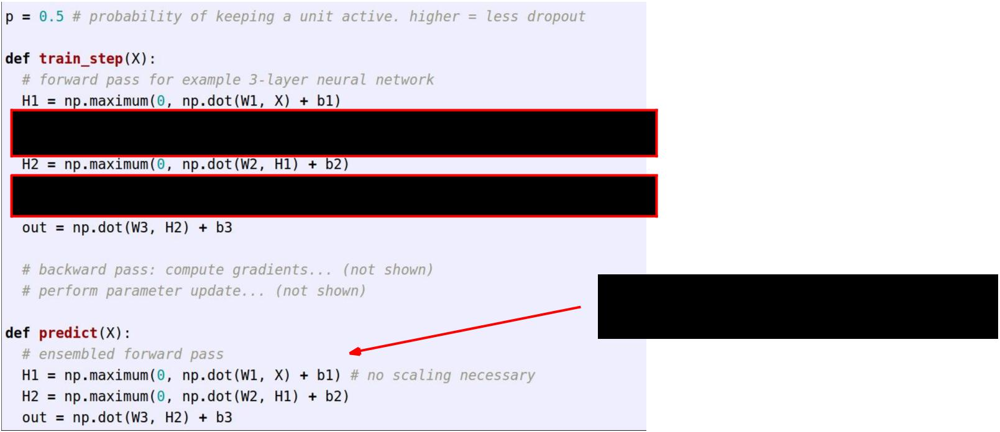 p = 0.5 # probability of keeping a unit active. higher = less dropout
def train_step(X):
# forward pass for example 3-layer neural network
H1 = np.maximum(0, np.dot(W1, X) + b1)
H2 = np.maximum(0, np.dot(W2, H1) + b2)
out = np.dot(W3, H2) + b3
# backward pass: compute gradients... (not shown)
# perform parameter update... (not shown)
def predict(X):
# ensembled forward pass
H1 = np.maximum(0, np.dot(W1, X) + b1) # no scaling necessary
H2 = np.maximum(0, np.dot(W2, H1) + b2)
out = np.dot(W3, H2) + b3